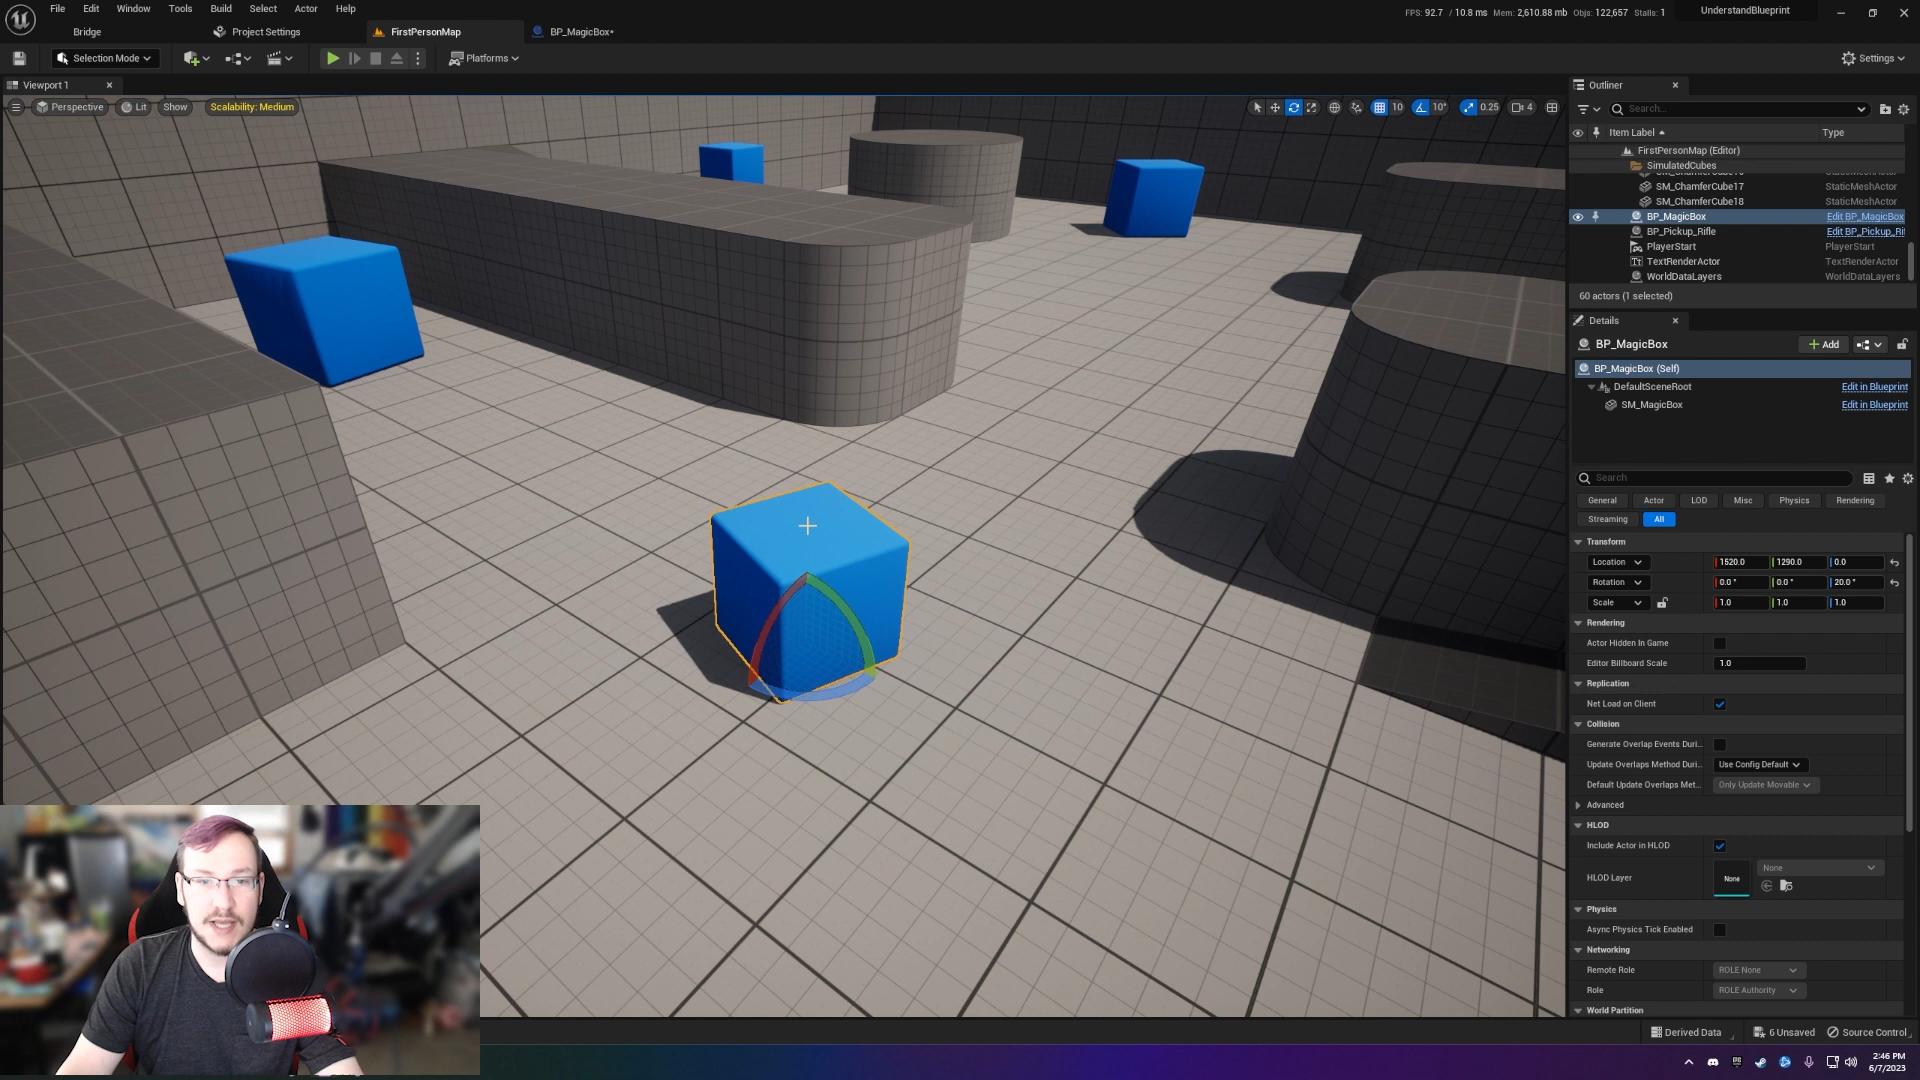 File Edit Window Tools Build Select Actor Help
FPS: 92.7 / 10.8 ms Mem: 2,610.88 mb Objs: 122,657 Stalls: 1
UnderstandBlueprint
Bridge
Project Settings
FirstPersonMap
BP_MagicBox*
Selection Mode
Platforms
Settings
Viewport 1
Perspective
Lit
Show
Scalability: Medium
10
10°
0.25
4
Outliner
Search...
Item Label
Type
FirstPersonMap (Editor)
SimulatedCubes
SM_ChamferCube17 StaticMeshActor
SM_ChamferCube18 StaticMeshActor
BP_MagicBox Edit BP_MagicBox
BP_Pickup_Rifle Edit BP_Pickup_Rif
PlayerStart PlayerStart
TextRenderActor TextRenderActor
WorldDataLayers WorldDataLayers
60 actors (1 selected)
Details
BP_MagicBox
Add
BP_MagicBox (Self)
DefaultSceneRoot Edit in Blueprint
SM_MagicBox Edit in Blueprint
Search
General Actor LOD Misc Physics Rendering
Streaming All
Transform
Location 1520.0 1290.0 0.0
Rotation 0.0 ° 0.0 ° 20.0 °
Scale 1.0 1.0 1.0
Rendering
Actor Hidden In Game
Editor Billboard Scale 1.0
Replication
Net Load on Client
Collision
Generate Overlap Events Duri...
Update Overlaps Method Duri... Use Config Default
Default Update Overlaps Met... Only Update Movable
Advanced
HLOD
Include Actor in HLOD
HLOD Layer None None
Physics
Async Physics Tick Enabled
Networking
Remote Role ROLE None
Role ROLE Authority
World Partition
Derived Data
6 Unsaved
Source Control
2:46 PM
6/7/2023